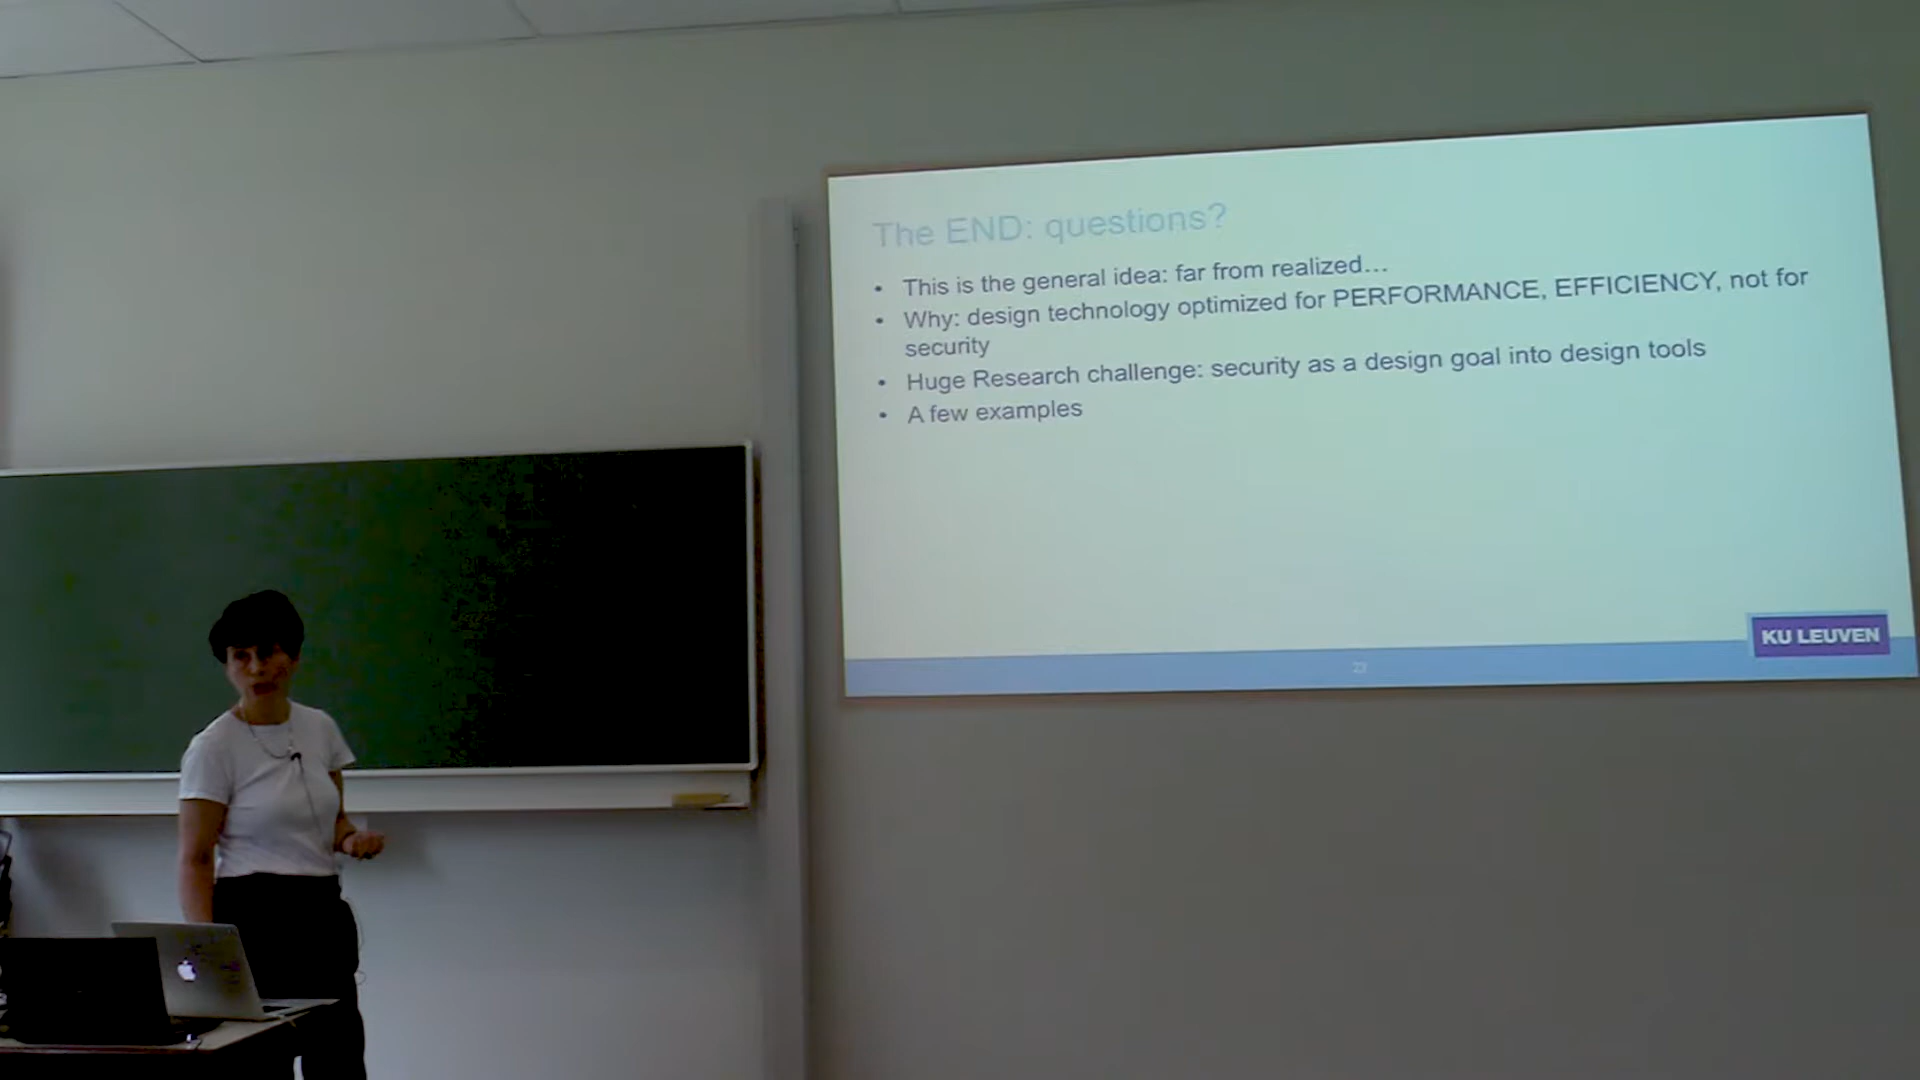 The END: questions?
• This is the general idea: far from realized...
• Why: design technology optimized for PERFORMANCE, EFFICIENCY, not for
security
• Huge Research challenge: security as a design goal into design tools
• A few examples
KU LEUVEN
23